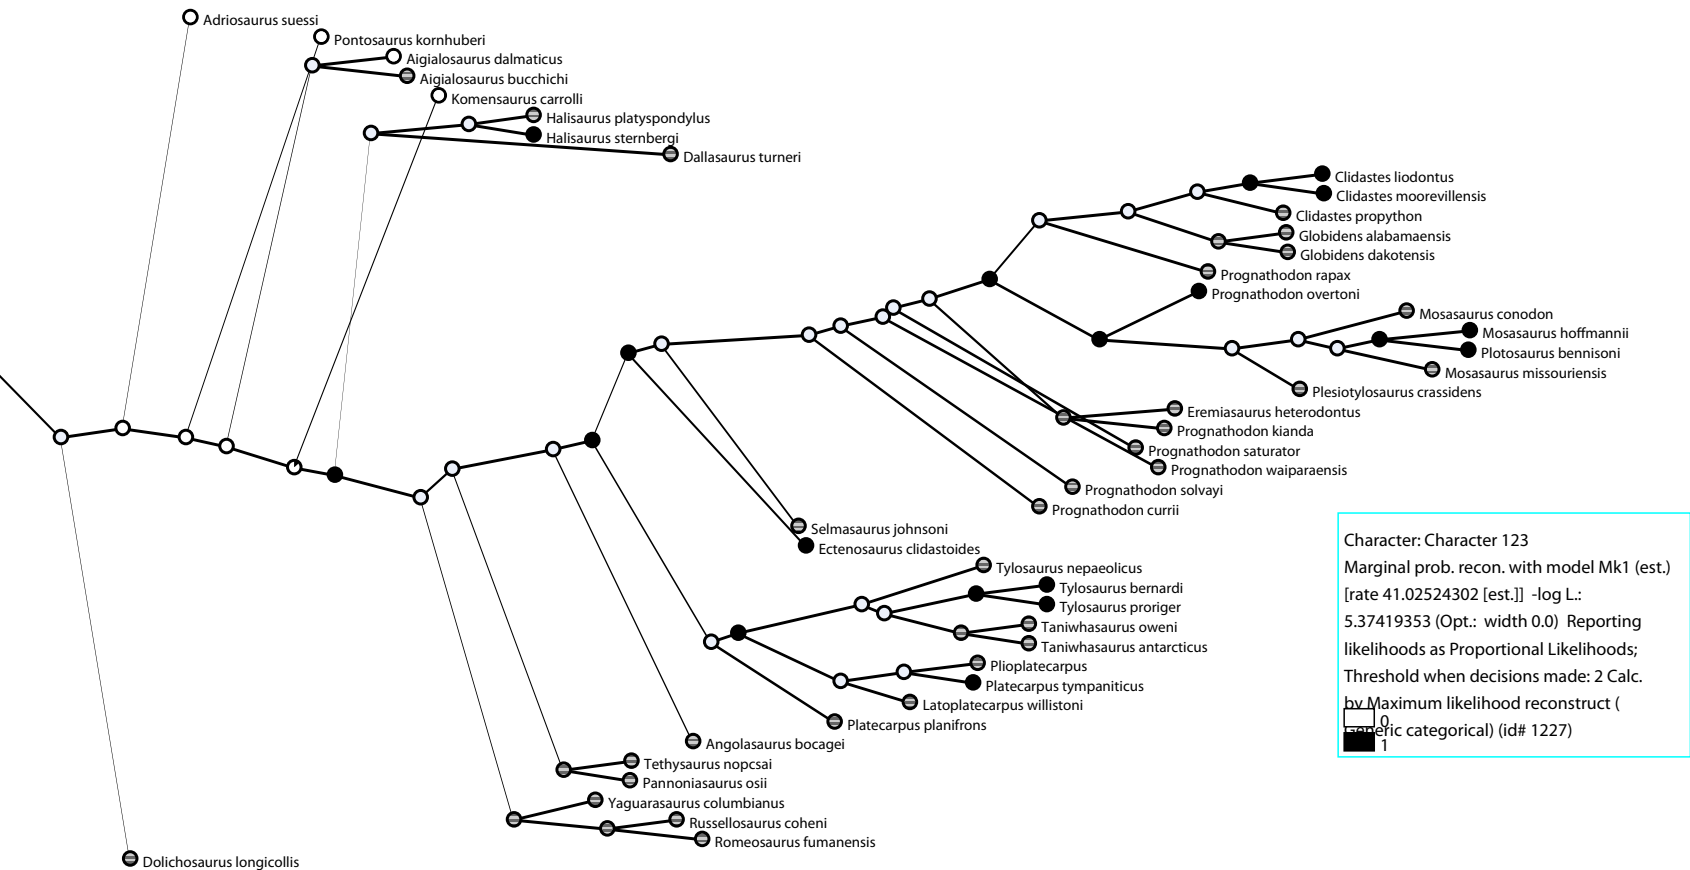 Adriosaurus suessi
Pontosaurus kornhuberi
Aigialosaurus dalmaticus
Aigialosaurus bucchichi
Komensaurus carrolli
Halisaurus platyspondylus
Halisaurus sternbergi
Dallasaurus turneri
Clidastes liodontus
Clidastes moorevillensis
Clidastes propython
Globidens alabamaensis
Globidens dakotensis
Prognathodon rapax
Prognathodon overtoni
Mosasaurus conodon
Mosasaurus hoffmannii
Plotosaurus bennisoni
Mosasaurus missouriensis
Plesiotylosaurus crassidens
Eremiasaurus heterodontus
Prognathodon kianda
Prognathodon saturator
Prognathodon waiparaensis
Prognathodon solvayi
Prognathodon currii
Selmasaurus johnsoni
Ectenosaurus clidastoides
Tylosaurus nepaeolicus
Tylosaurus bernardi
Tylosaurus proriger
Taniwhasaurus oweni
Taniwhasaurus antarcticus
Plioplatecarpus
Platecarpus tympaniticus
Latoplatecarpus willistoni
Platecarpus planifrons
Angolasaurus bocagei
Tethysaurus nopcsai
Pannoniasaurus osii
Yaguarasaurus columbianus
Russellosaurus coheni
Romeosaurus fumanensis
Dolichosaurus longicollis
Character: Character 123
Marginal prob. recon. with model Mk1 (est.)
[rate 41.02524302 [est.]] -log L.:
5.37419353 (Opt.: width 0.0) Reporting
likelihoods as Proportional Likelihoods;
Threshold when decisions made: 2 Calc.
by Maximum likelihood reconstruct (
Generic categorical) (id# 1227)
0
1